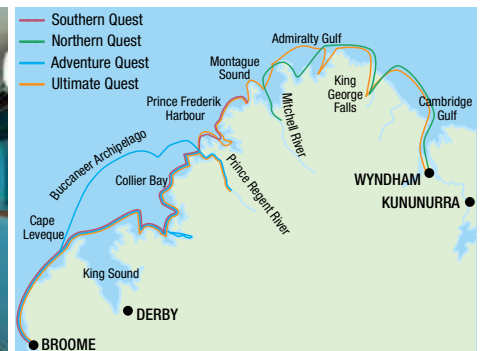 Southern Quest
Northern Quest
Adventure Quest
Ultimate Quest
Admiralty Gulf
Montague
Sound
King
George
Falls
Prince Frederik
Harbour
Mitchell River
Cambridge
Gulf
Buccaneer Archipelago
Prince Regent River
WYNDHAM
Collier Bay
KUNUNURRA
Cape
Leveque
King Sound
DERBY
BROOME